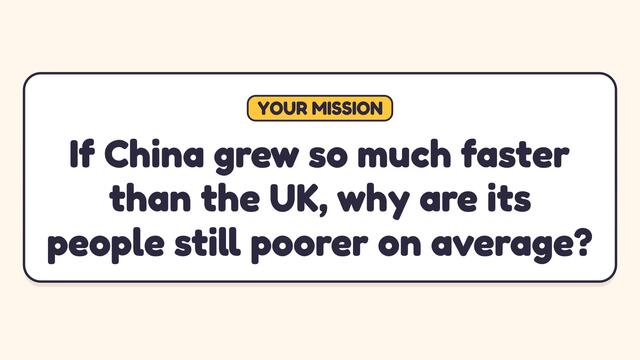 YOUR MISSION
If China grew so much faster
than the UK, why are its
people still poorer on average?